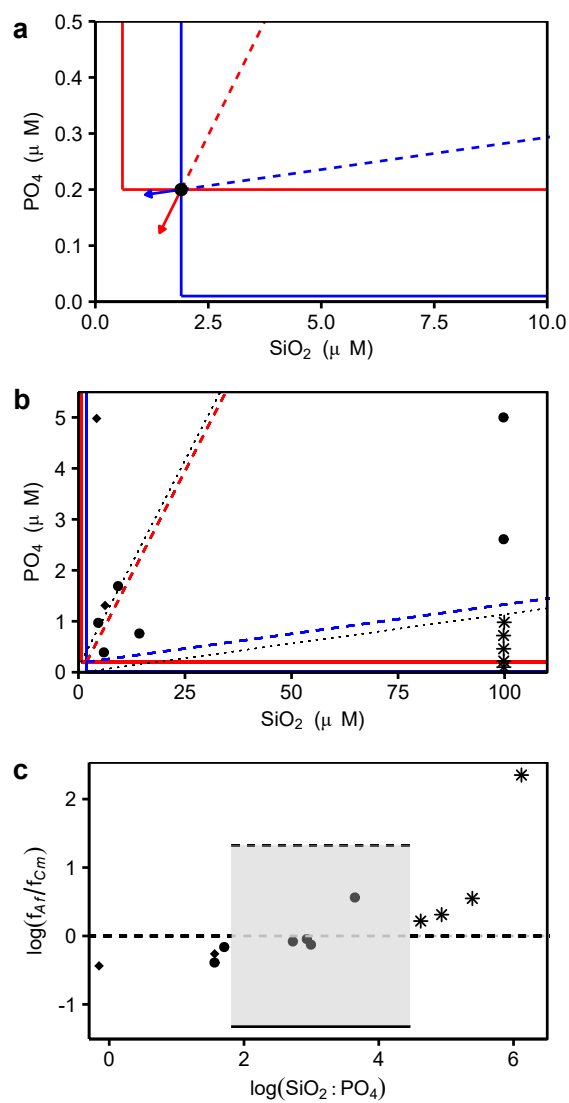 a
0.5
0.4
0.3
0.2
0.1
0.0
PO4 (μ M)
0.0 2.5 5.0 7.5 10.0
SiO2 (μ M)
b
5
4
3
2
1
0
PO4 (μ M)
0 25 50 75 100
SiO2 (μ M)
c
2
1
0
-1
log(fAf/fCm)
0 2 4 6
log(SiO2 : PO4)